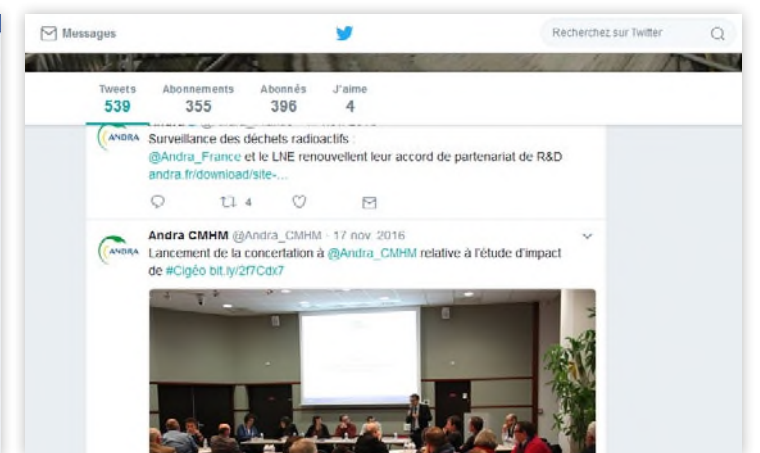 Messages
Recherchez sur Twitter
Tweets Abonnements Abonnés J'aime
539 355 396 4
ANDRA
Surveillance des déchets radioactifs :
@Andra_France et le LNE renouvellent leur accord de partenariat de R&D
andra.fr/download/site-...
4
ANDRA
Andra CMHM @Andra_CMHM · 17 nov. 2016
Lancement de la concertation à @Andra_CMHM relative à l'étude d'impact
de #Cigéo bit.ly/2f7Cdx7